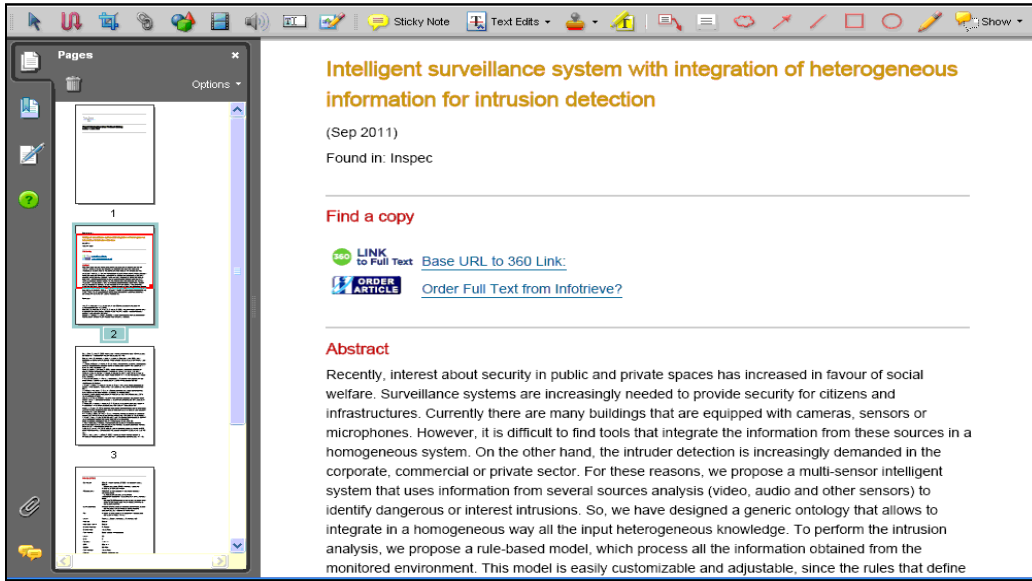 Sticky Note
Text Edits
Show
Pages
Options
1
2
3
Intelligent surveillance system with integration of heterogeneous
information for intrusion detection
(Sep 2011)
Found in: Inspec
Find a copy
360 LINK
to Full Text Base URL to 360 Link:
ORDER
ARTICLE Order Full Text from Infotrieve?
Abstract
Recently, interest about security in public and private spaces has increased in favour of social
welfare. Surveillance systems are increasingly needed to provide security for citizens and
infrastructures. Currently there are many buildings that are equipped with cameras, sensors or
microphones. However, it is difficult to find tools that integrate the information from these sources in a
homogeneous system. On the other hand, the intruder detection is increasingly demanded in the
corporate, commercial or private sector. For these reasons, we propose a multi-sensor intelligent
system that uses information from several sources analysis (video, audio and other sensors) to
identify dangerous or interest intrusions. So, we have designed a generic ontology that allows to
integrate in a homogeneous way all the input heterogeneous knowledge. To perform the intrusion
analysis, we propose a rule-based model, which process all the information obtained from the
monitored environment. This model is easily customizable and adjustable, since the rules that define